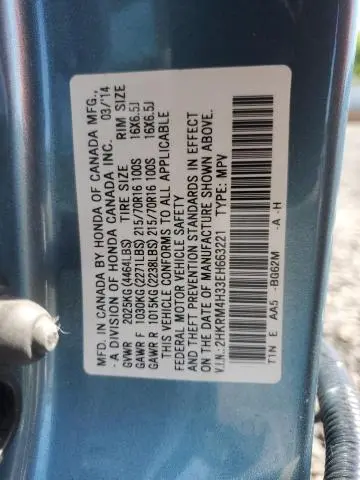 MFD. IN CANADA BY HONDA OF CANADA MFG.,
- A DIVISION OF HONDA CANADA INC. 03/'14
GVWR 2025KG(4464LBS) TIRE SIZE RIM SIZE
GAWR F 1030KG(2271LBS) 215/70R16 100S 16X6.5J
GAWR R 1015KG(2238LBS) 215/70R16 100S 16X6.5J
THIS VEHICLE CONFORMS TO ALL APPLICABLE
FEDERAL MOTOR VEHICLE SAFETY
AND THEFT PREVENTION STANDARDS IN EFFECT
ON THE DATE OF MANUFACTURE SHOWN ABOVE.
V.I.N: 2HKRM4H33EH663221 TYPE: MPV
T1N E AA5 -BG62M -A -H